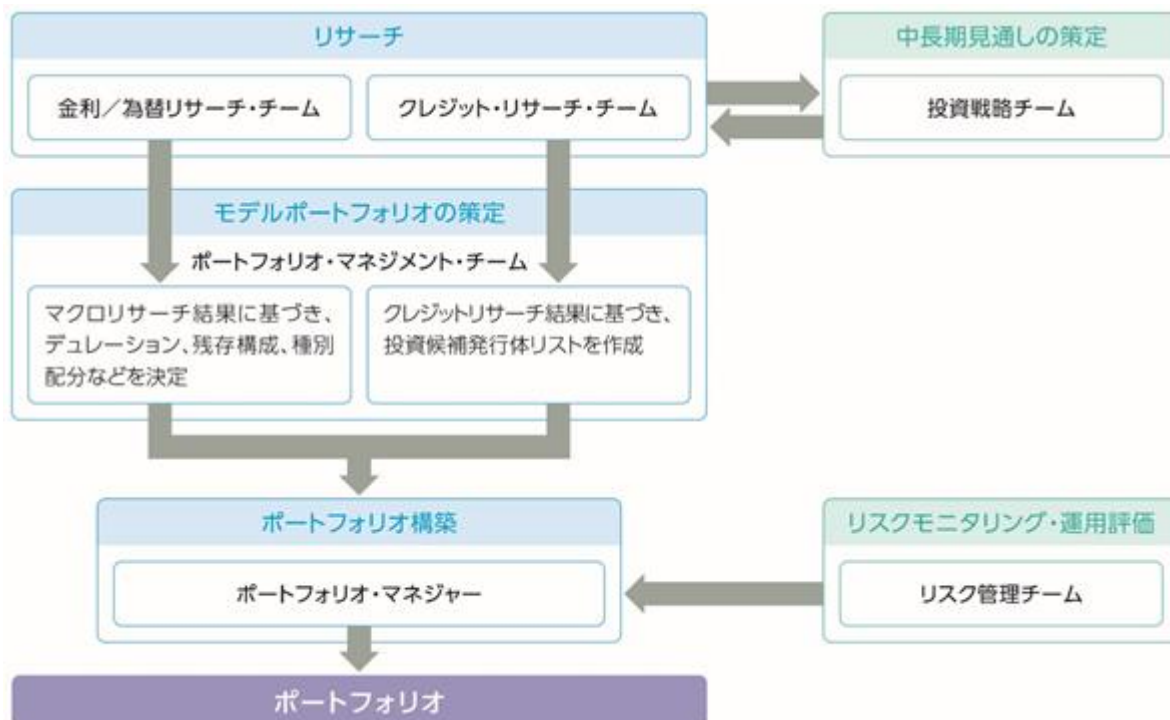 リサーチ
金利／為替リサーチ・チーム
クレジット・リサーチ・チーム
中長期見通しの策定
投資戦略チーム
モデルポートフォリオの策定
ポートフォリオ・マネジメント・チーム
マクロリサーチ結果に基づき、
デュレーション、残存構成、種別
配分などを決定
クレジットリサーチ結果に基づき、
投資候補発行体リストを作成
ポートフォリオ構築
ポートフォリオ・マネジャー
リスクモニタリング・運用評価
リスク管理チーム
ポートフォリオ